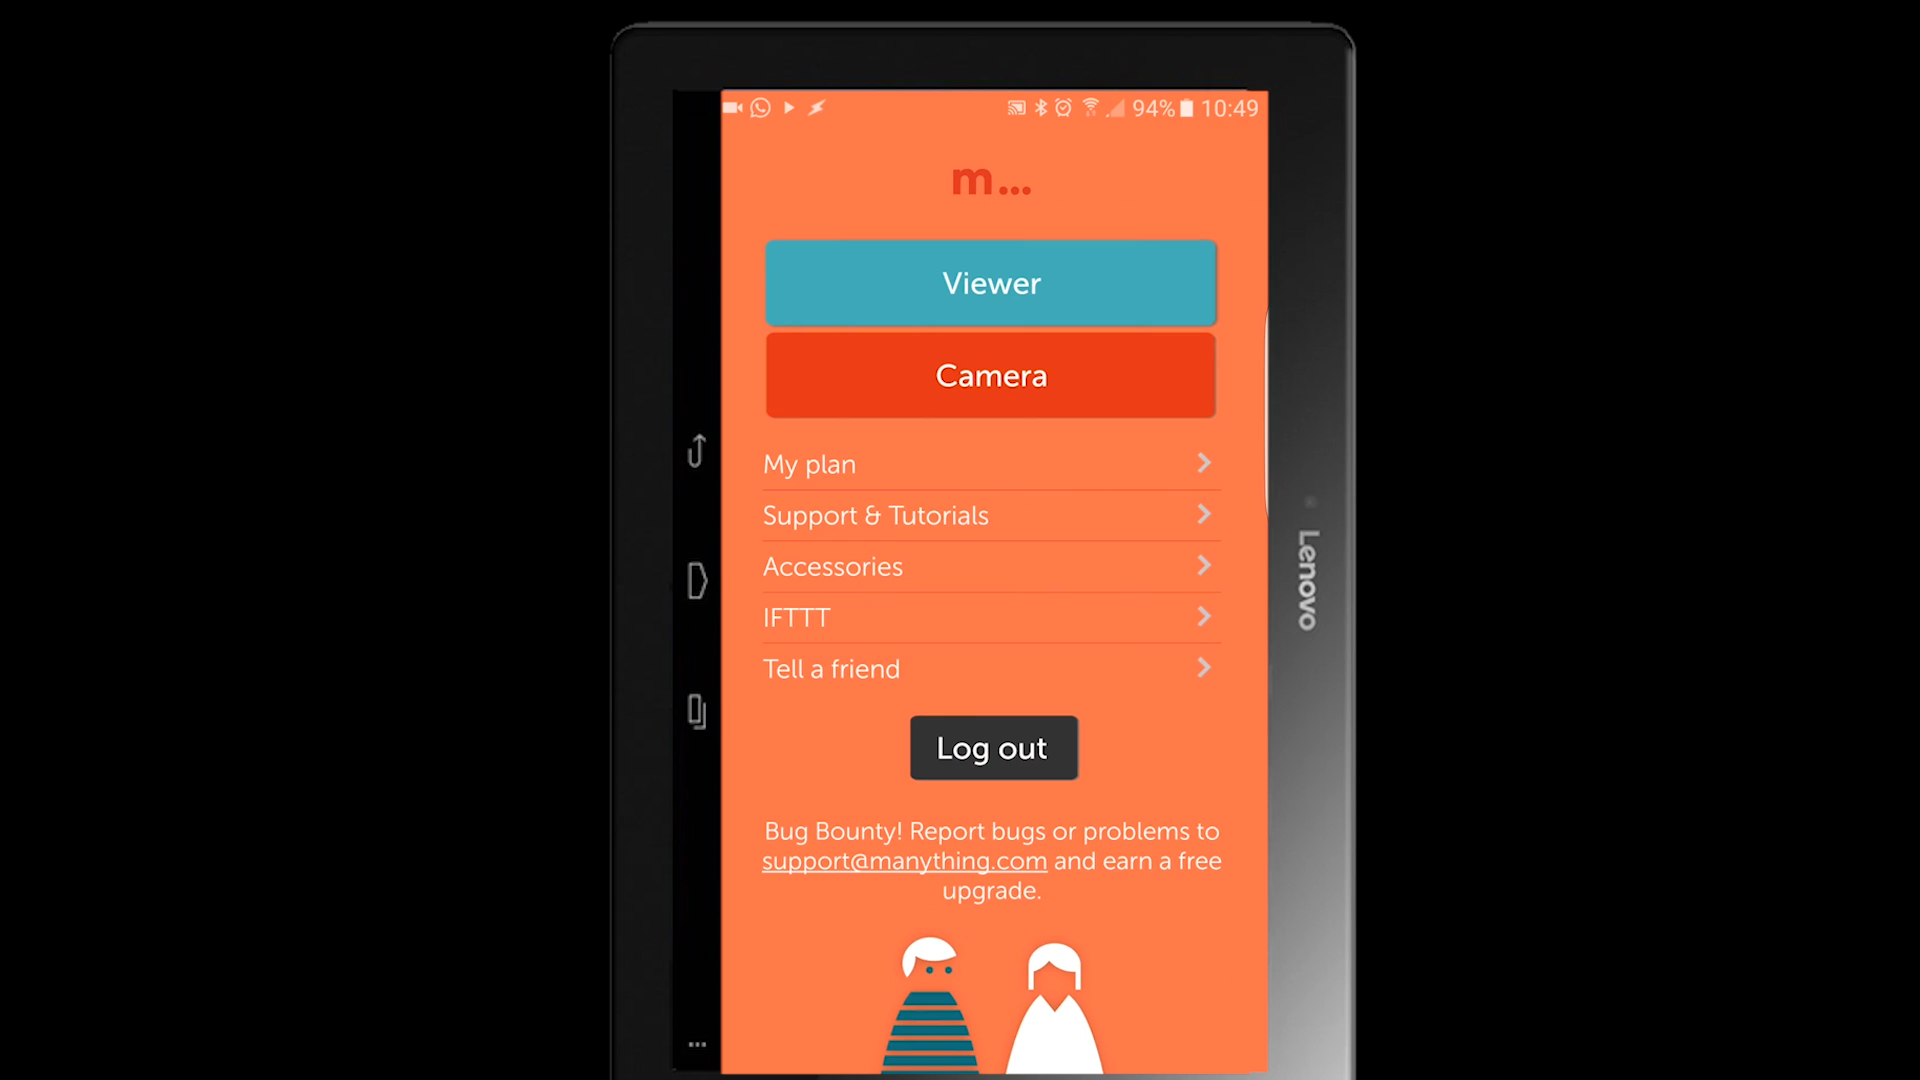 94% 10:49
m...
Viewer
Camera
My plan
Support & Tutorials
Accessories
IFTTT
Tell a friend
Log out
Bug Bounty! Report bugs or problems to
support@manything.com and earn a free
upgrade.
Lenovo